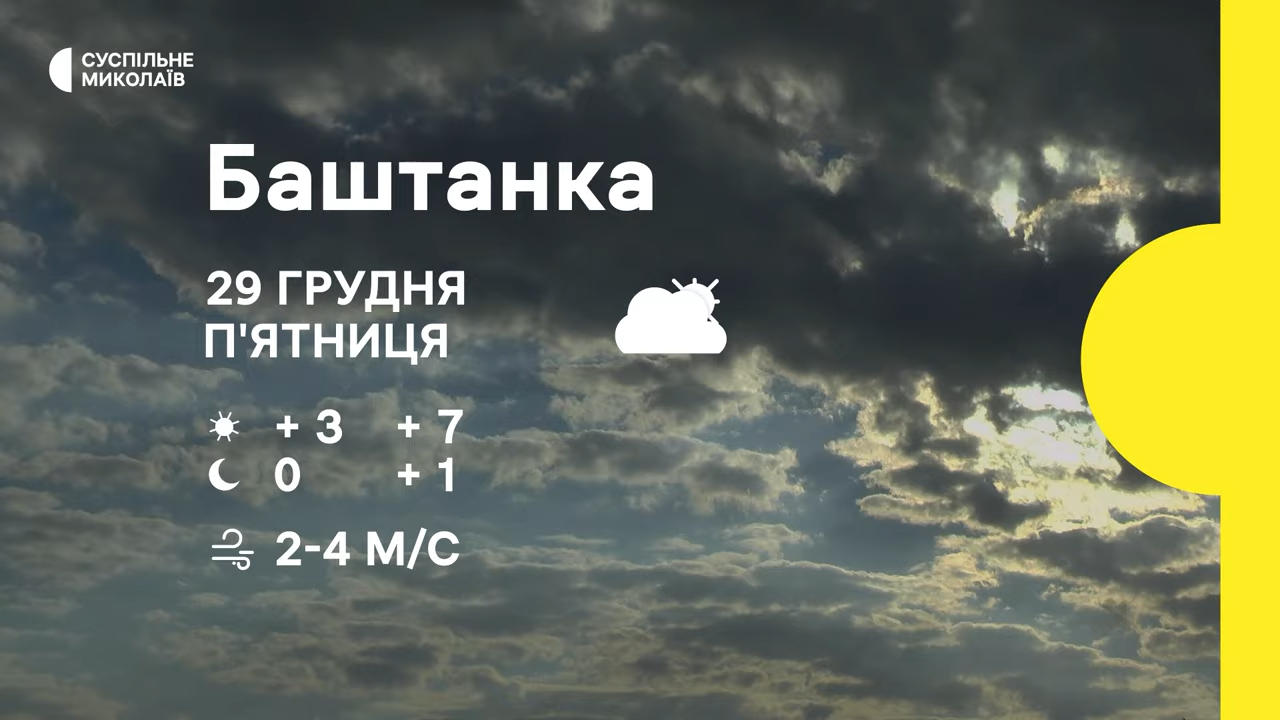 СУСПІЛЬНЕ
МИКОЛАЇВ
Баштанка
29 ГРУДНЯ
П'ЯТНИЦЯ
+ 3 + 7
0 + 1
2-4 М/С